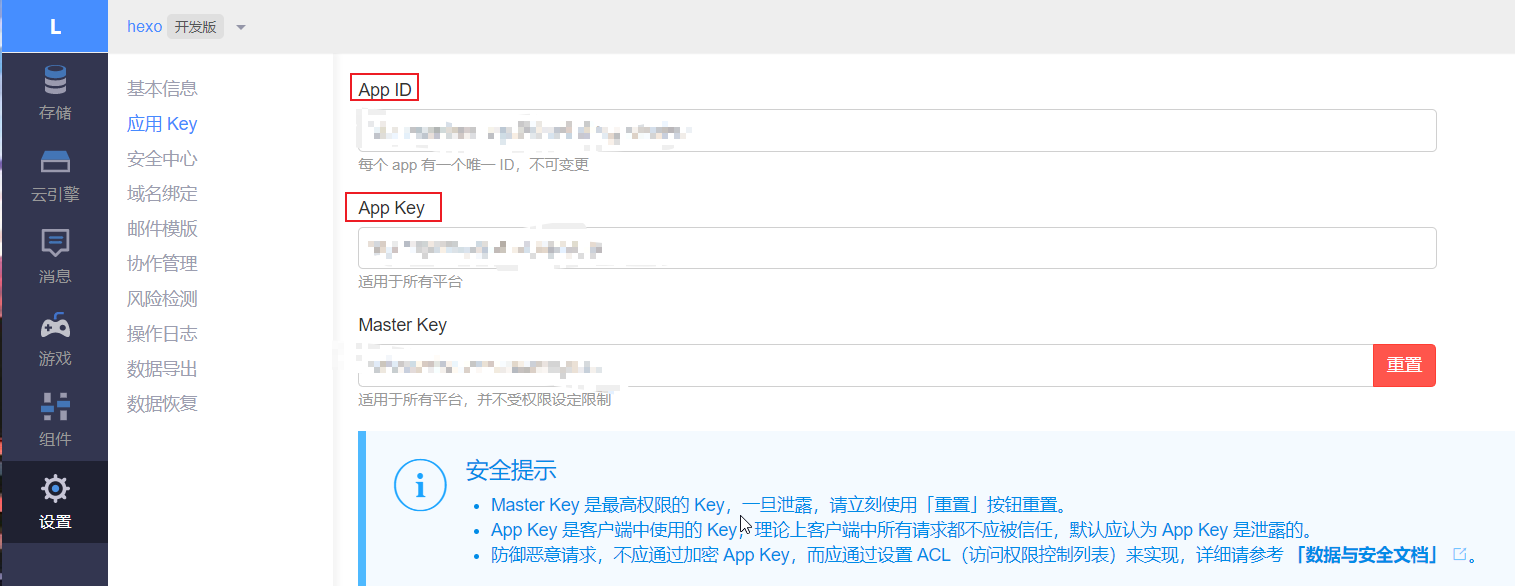 L
hexo 开发版
存储
云引擎
消息
游戏
组件
设置
基本信息
应用 Key
安全中心
域名绑定
邮件模版
协作管理
风险检测
操作日志
数据导出
数据恢复
App ID
每个 app 有一个唯一 ID，不可变更
App Key
适用于所有平台
Master Key
重置
适用于所有平台，并不受权限设定限制
安全提示
• Master Key 是最高权限的 Key，一旦泄露，请立刻使用「重置」按钮重置。
• App Key 是客户端中使用的 Key，理论上客户端中所有请求都不应被信任，默认应认为 App Key 是泄露的。
• 防御恶意请求，不应通过加密 App Key，而应通过设置 ACL（访问权限控制列表）来实现，详细请参考 「数据与安全文档」 。